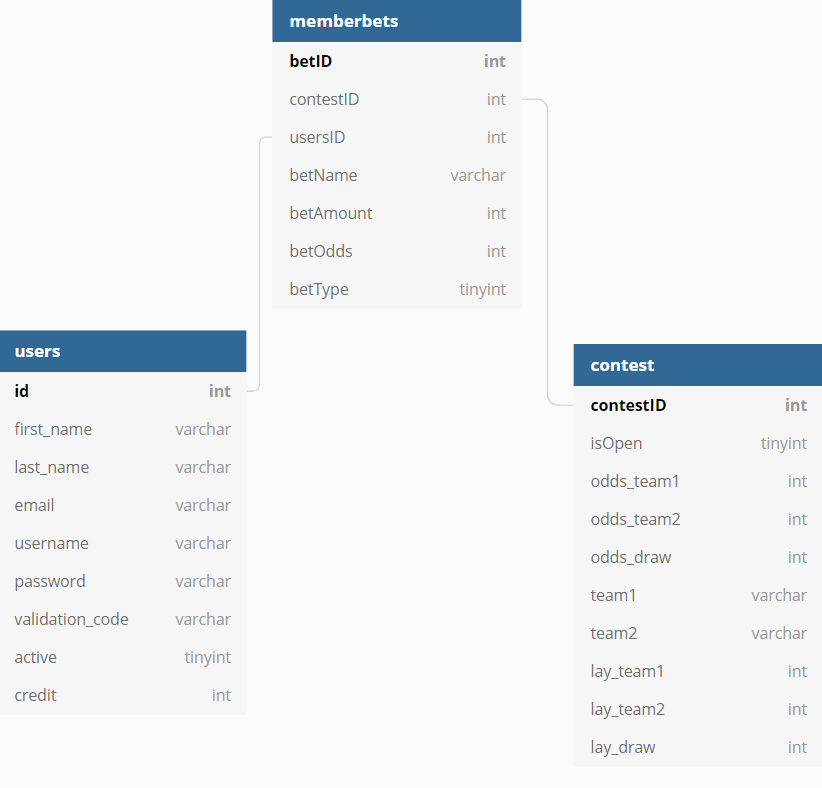 memberbets
betID int
contestID int
usersID int
betName varchar
betAmount int
betOdds int
betType tinyint
users
id int
first_name varchar
last_name varchar
email varchar
username varchar
password varchar
validation_code varchar
active tinyint
credit int
contest
contestID int
isOpen tinyint
odds_team1 int
odds_team2 int
odds_draw int
team1 varchar
team2 varchar
lay_team1 int
lay_team2 int
lay_draw int